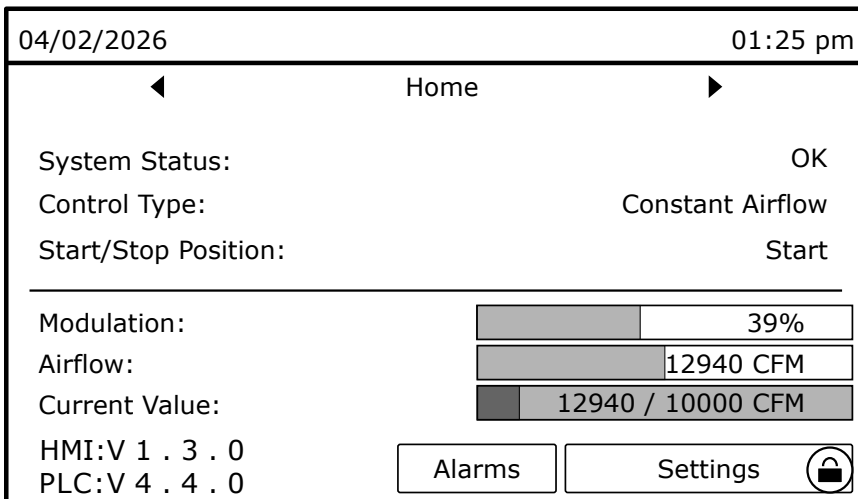 04/02/2026 01:25 pm
Home
System Status: OK
Control Type: Constant Airflow
Start/Stop Position: Start
Modulation: 39%
Airflow: 12940 CFM
Current Value: 12940 / 10000 CFM
HMI:V 1 . 3 . 0
PLC:V 4 . 4 . 0
Alarms Settings